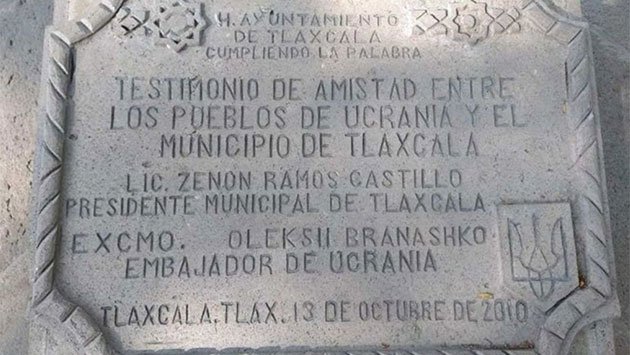 H. AYUNTAMIENTO
DE TLAXCALA
CUMPLIENDO LA PALABRA
TESTIMONIO DE AMISTAD ENTRE
LOS PUEBLOS DE UCRANIA Y EL
MUNICIPIO DE TLAXCALA
LIC. ZENON RAMOS CASTILLO
PRESIDENTE MUNICIPAL DE TLAXCALA
EXCMO. OLEKSII BRANASHKO
EMBAJADOR DE UCRANIA
TLAXCALA, TLAX. 13 DE OCTUBRE DE 2010